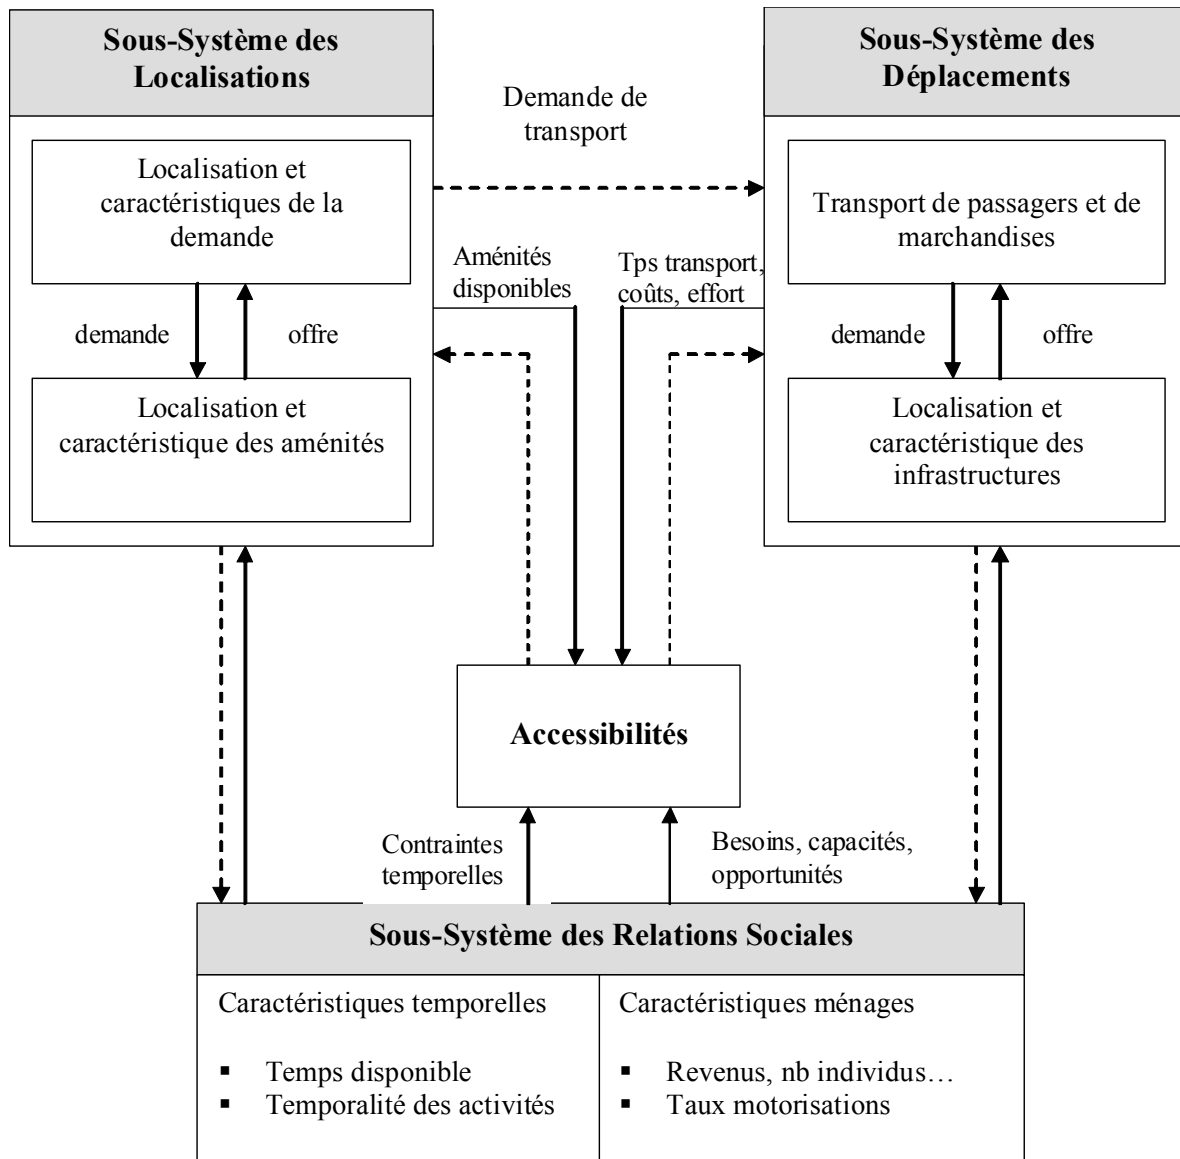 Sous-Système des
Localisations
Sous-Système des
Déplacements
Demande de
transport
Localisation et
caractéristiques de la
demande
Transport de passagers et de
marchandises
Aménités
disponibles
Tps transport,
coûts, effort
demande
offre
demande
offre
Localisation et
caractéristique des aménités
Localisation et
caractéristique des
infrastructures
Accessibilités
Contraintes
temporelles
Besoins, capacités,
opportunités
Sous-Système des Relations Sociales
Caractéristiques temporelles
▪ Temps disponible
▪ Temporalité des activités
Caractéristiques ménages
▪ Revenus, nb individus…
▪ Taux motorisations